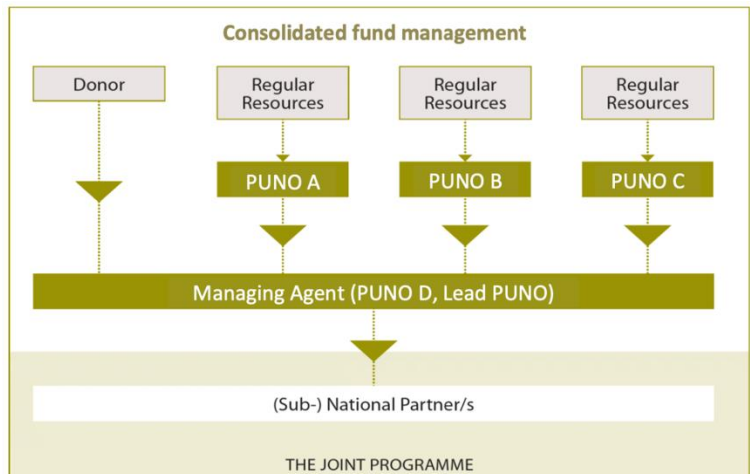 Consolidated fund management
Donor
Regular
Resources
Regular
Resources
Regular
Resources
PUNO A
PUNO B
PUNO C
Managing Agent (PUNO D, Lead PUNO)
(Sub-) National Partner/s
THE JOINT PROGRAMME